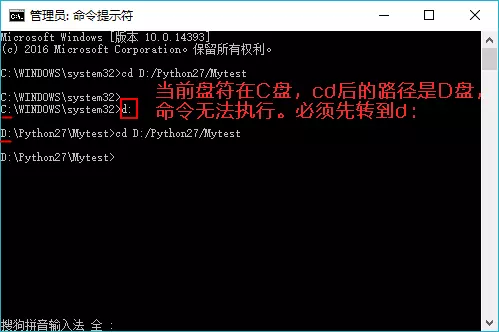 管理员: 命令提示符
Microsoft Windows [版本 10.0.14393]
(c) 2016 Microsoft Corporation。保留所有权利。
C:\WINDOWS\system32>cd D:/Python27/Mytest
C:\WINDOWS\system32>
C:\WINDOWS\system32>d:
当前盘符在C盘，cd后的路径是D盘，
命令无法执行。必须先转到d：
D:\Python27\Mytest>cd D:/Python27/Mytest
D:\Python27\Mytest>
搜狗拼音输入法 全 :